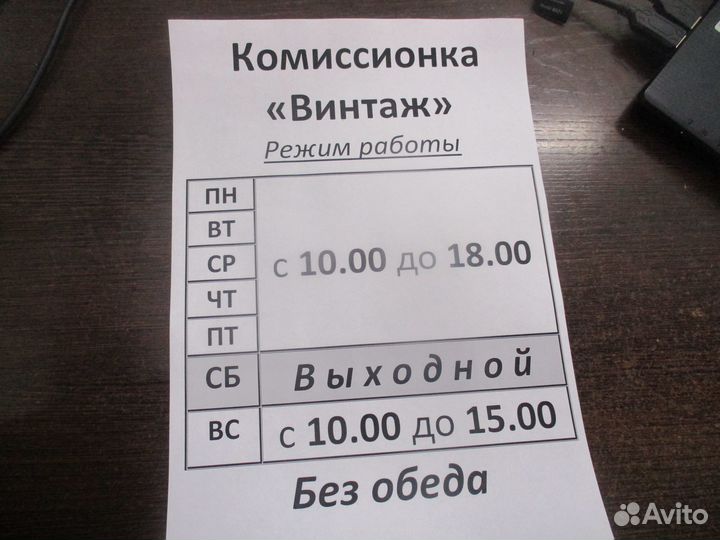 Комиссионка
«Винтаж»
Режим работы
ПН
ВТ
СР
ЧТ
ПТ
с 10.00 до 18.00
СБ Выходной
ВС с 10.00 до 15.00
Без обеда
Avito